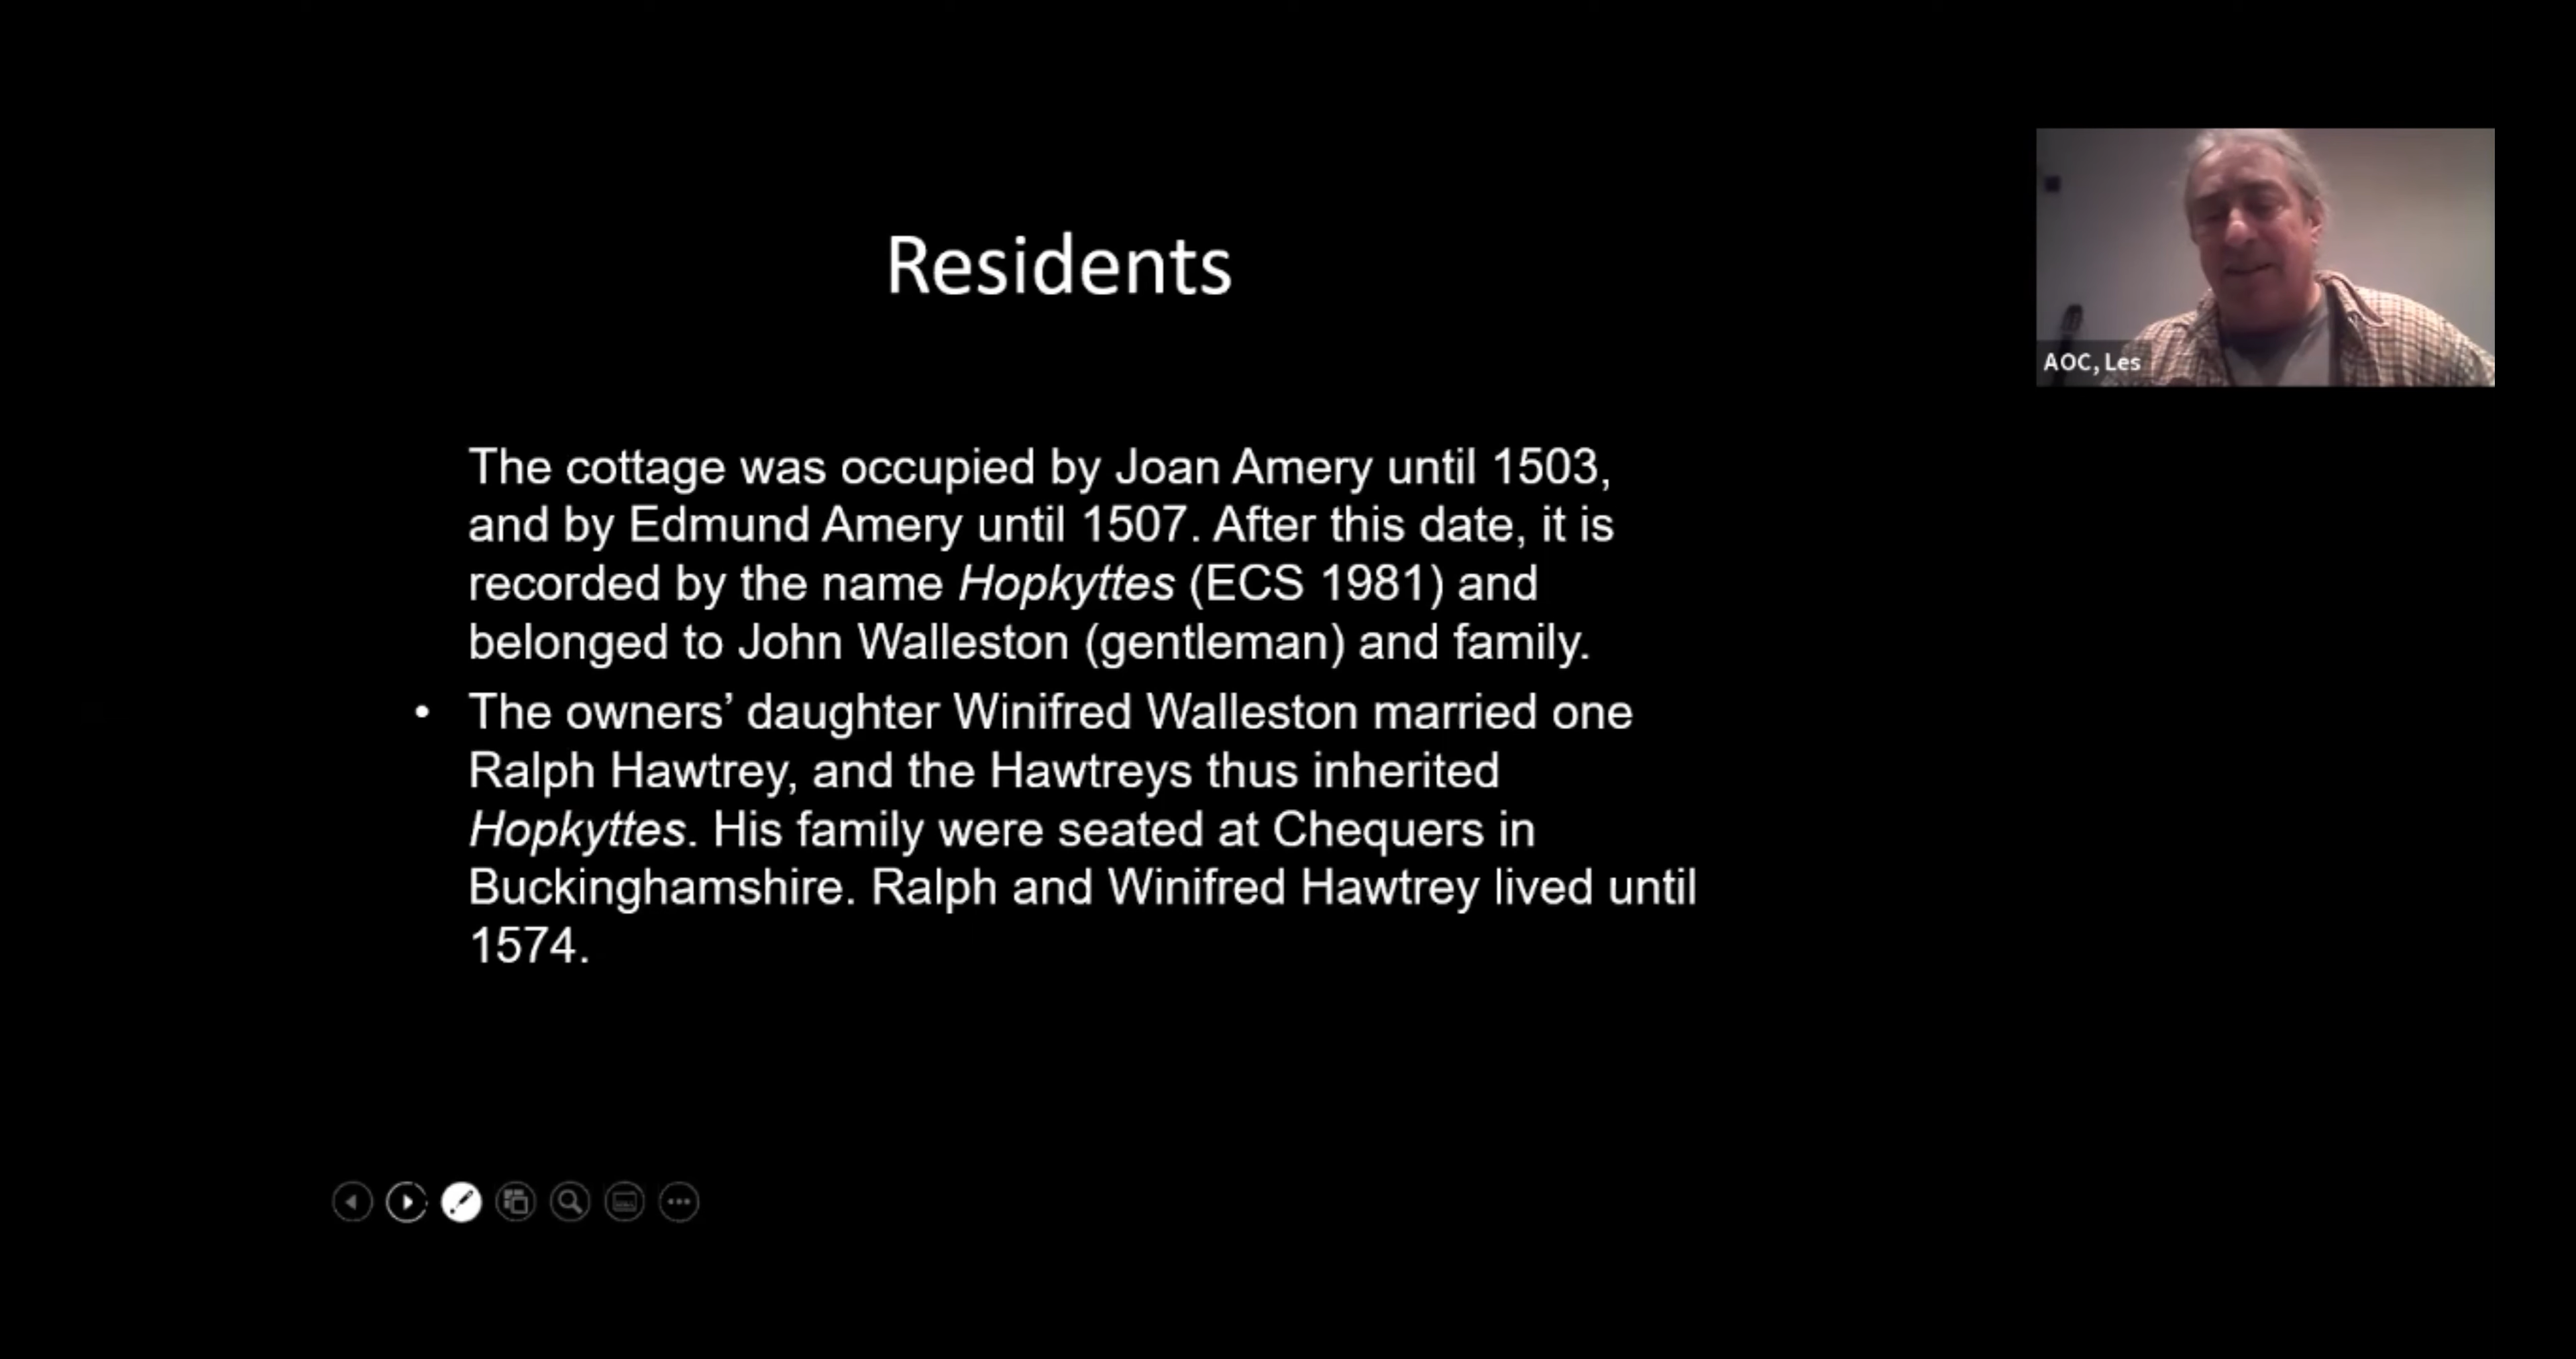 Residents
AOC, Les
The cottage was occupied by Joan Amery until 1503,
and by Edmund Amery until 1507. After this date, it is
recorded by the name Hopkyttes (ECS 1981) and
belonged to John Walleston (gentleman) and family.
• The owners’ daughter Winifred Walleston married one
Ralph Hawtrey, and the Hawtreys thus inherited
Hopkyttes. His family were seated at Chequers in
Buckinghamshire. Ralph and Winifred Hawtrey lived until
1574.